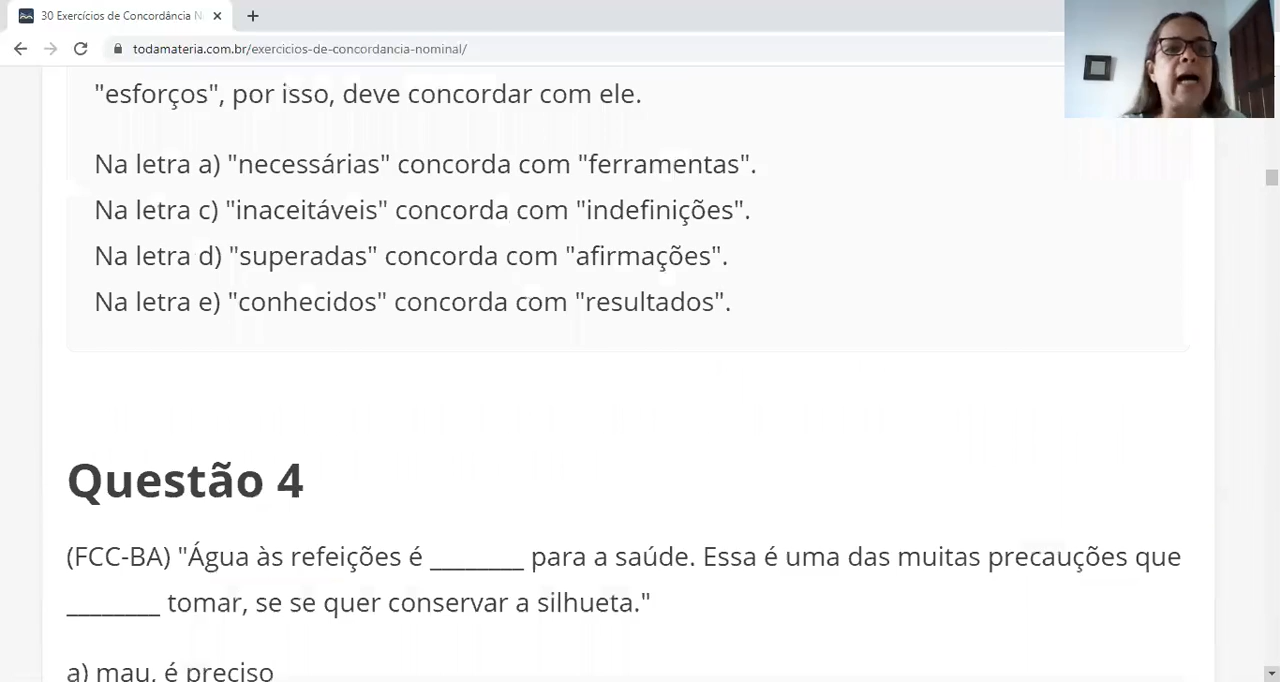 30 Exercícios de Concordância N
todamateria.com.br/exercicios-de-concordancia-nominal/
"esforços", por isso, deve concordar com ele.
Na letra a) "necessárias" concorda com "ferramentas".
Na letra c) "inaceitáveis" concorda com "indefinições".
Na letra d) "superadas" concorda com "afirmações".
Na letra e) "conhecidos" concorda com "resultados".
Questão 4
(FCC-BA) "Água às refeições é ________ para a saúde. Essa é uma das muitas precauções que
________ tomar, se se quer conservar a silhueta."
a) mau, é preciso